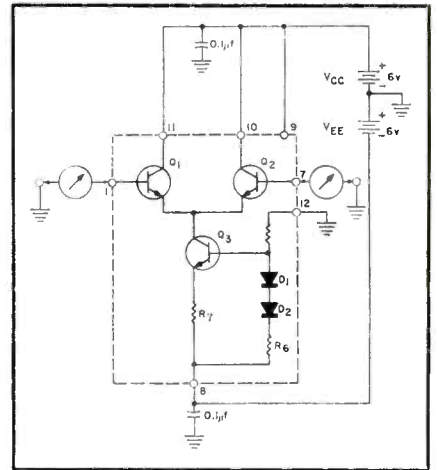 0.1µf
VCC
+
6v
-
VEE
+
-6v
11
10
9
Q1
Q2
1
7
12
Q3
D1
D2
R7
R6
8
0.1µf